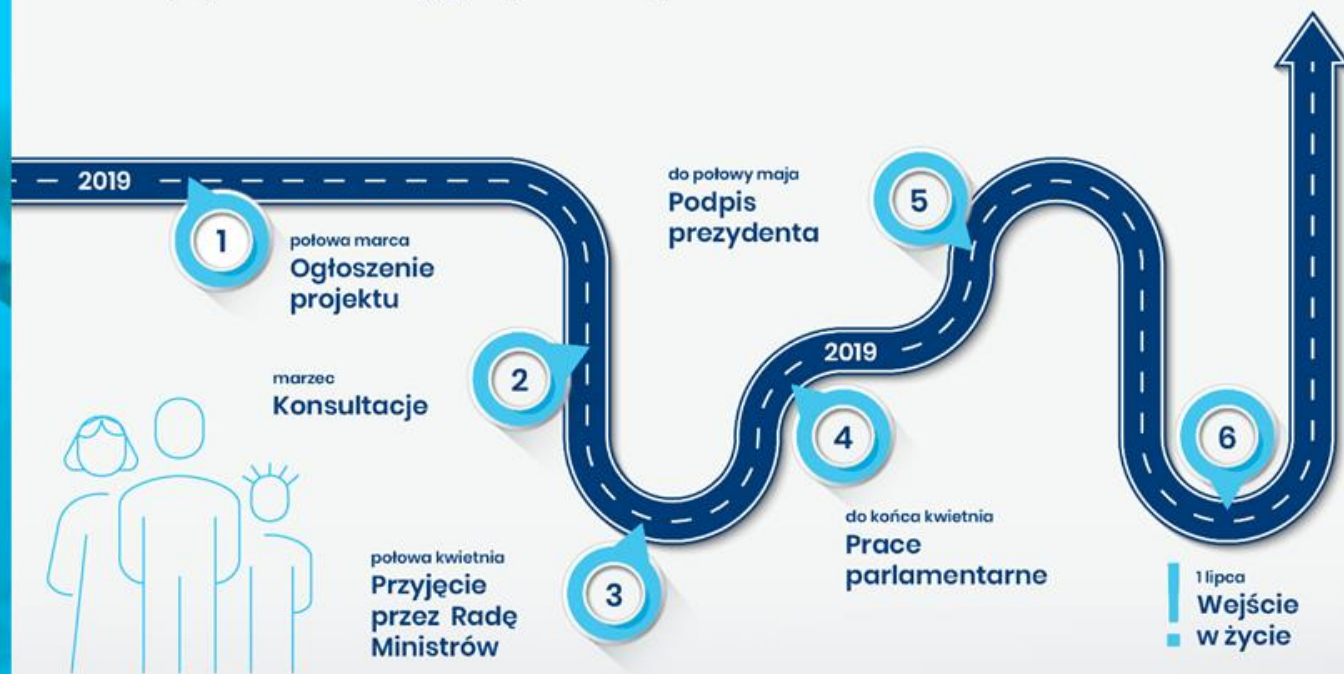 2019
1
połowa marca
Ogłoszenie
projektu
2
marzec
Konsultacje
3
połowa kwietnia
Przyjęcie
przez Radę
Ministrów
2019
4
do końca kwietnia
Prace
parlamentarne
5
do połowy maja
Podpis
prezydenta
6
1 lipca
Wejście
w życie